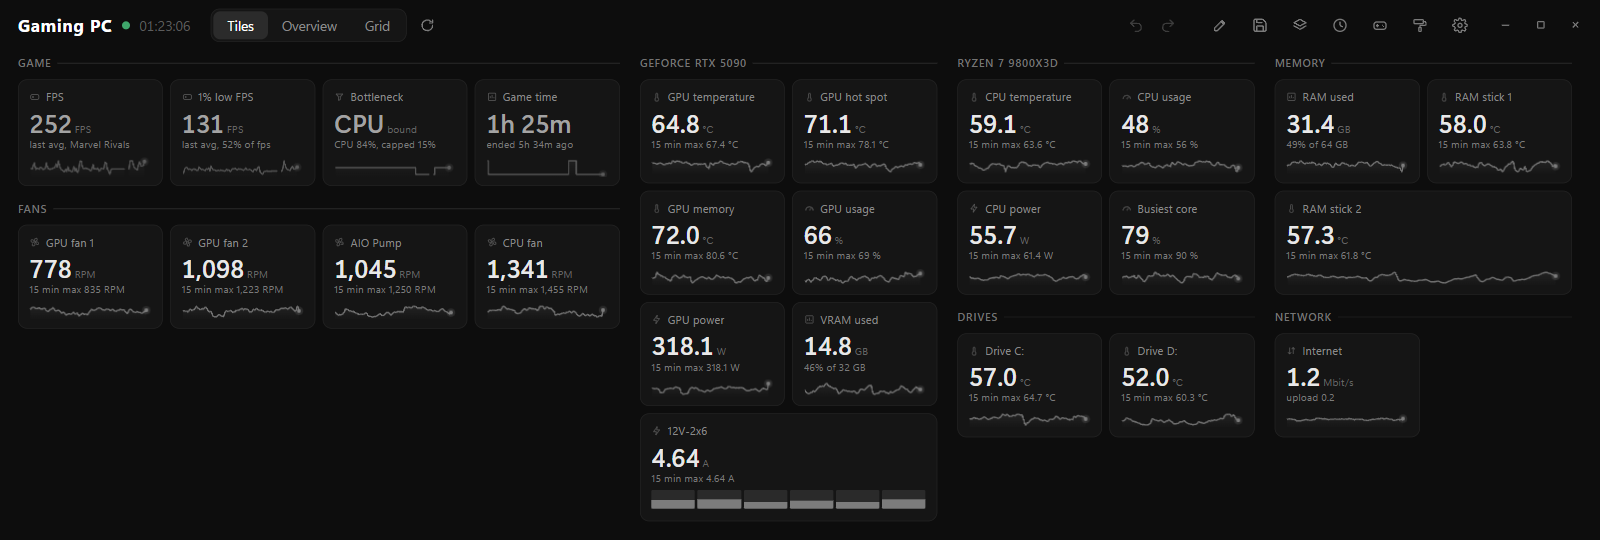 Gaming PC 01:23:06 Tiles Overview Grid
GAME
FPS
252 FPS
last avg, Marvel Rivals
1% low FPS
131 FPS
last avg, 52% of fps
Bottleneck
CPU bound
CPU 84%, capped 15%
Game time
1h 25m
ended 5h 34m ago
FANS
GPU fan 1
778 RPM
15 min max 835 RPM
GPU fan 2
1,098 RPM
15 min max 1,223 RPM
AIO Pump
1,045 RPM
15 min max 1,250 RPM
CPU fan
1,341 RPM
15 min max 1,455 RPM
GEFORCE RTX 5090
GPU temperature
64.8 °C
15 min max 67.4 °C
GPU hot spot
71.1 °C
15 min max 78.1 °C
GPU memory
72.0 °C
15 min max 80.6 °C
GPU usage
66 %
15 min max 69 %
GPU power
318.1 W
15 min max 318.1 W
VRAM used
14.8 GB
46% of 32 GB
12V-2x6
4.64 A
15 min max 4.64 A
RYZEN 7 9800X3D
CPU temperature
59.1 °C
15 min max 63.6 °C
CPU usage
48 %
15 min max 56 %
CPU power
55.7 W
15 min max 61.4 W
Busiest core
79 %
15 min max 90 %
DRIVES
Drive C:
57.0 °C
15 min max 64.7 °C
Drive D:
52.0 °C
15 min max 60.3 °C
MEMORY
RAM used
31.4 GB
49% of 64 GB
RAM stick 1
58.0 °C
15 min max 63.8 °C
RAM stick 2
57.3 °C
15 min max 61.8 °C
NETWORK
Internet
1.2 Mbit/s
upload 0.2